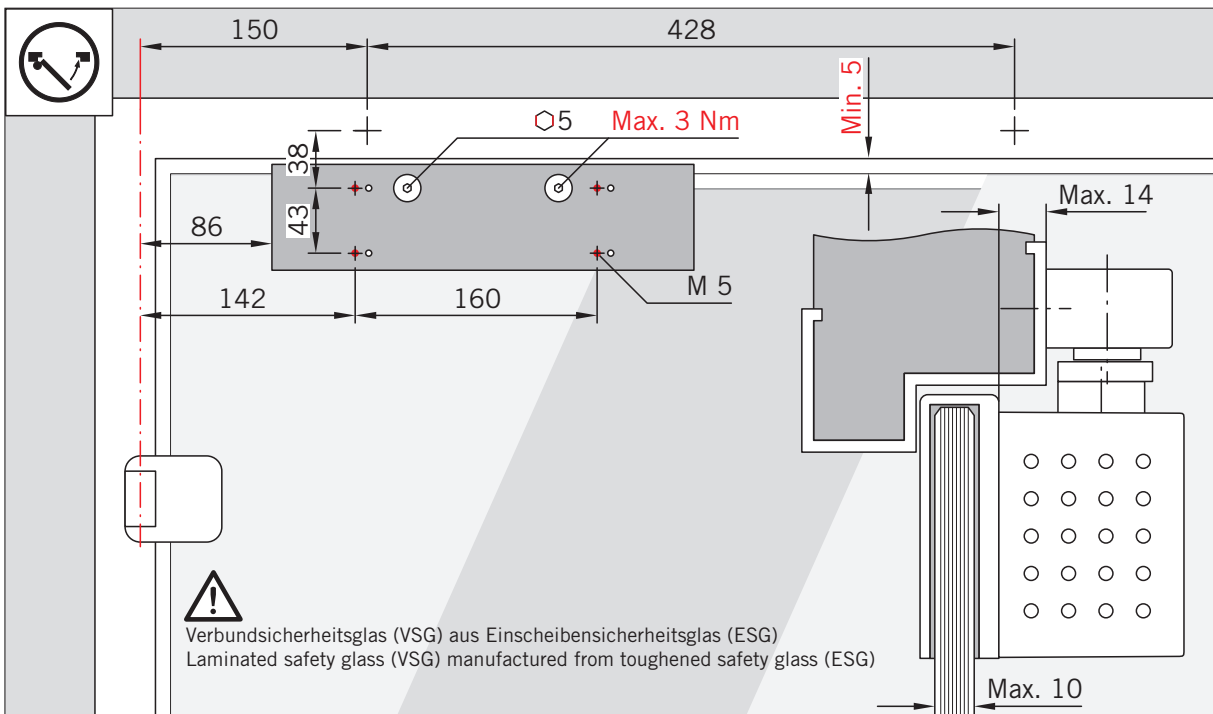 150
428
5
Max. 3 Nm
Min. 5
38
43
86
Max. 14
142
160
M 5
Verbundsicherheitsglas (VSG) aus Einscheibensicherheitsglas (ESG)
Laminated safety glass (VSG) manufactured from toughened safety glass (ESG)
Max. 10